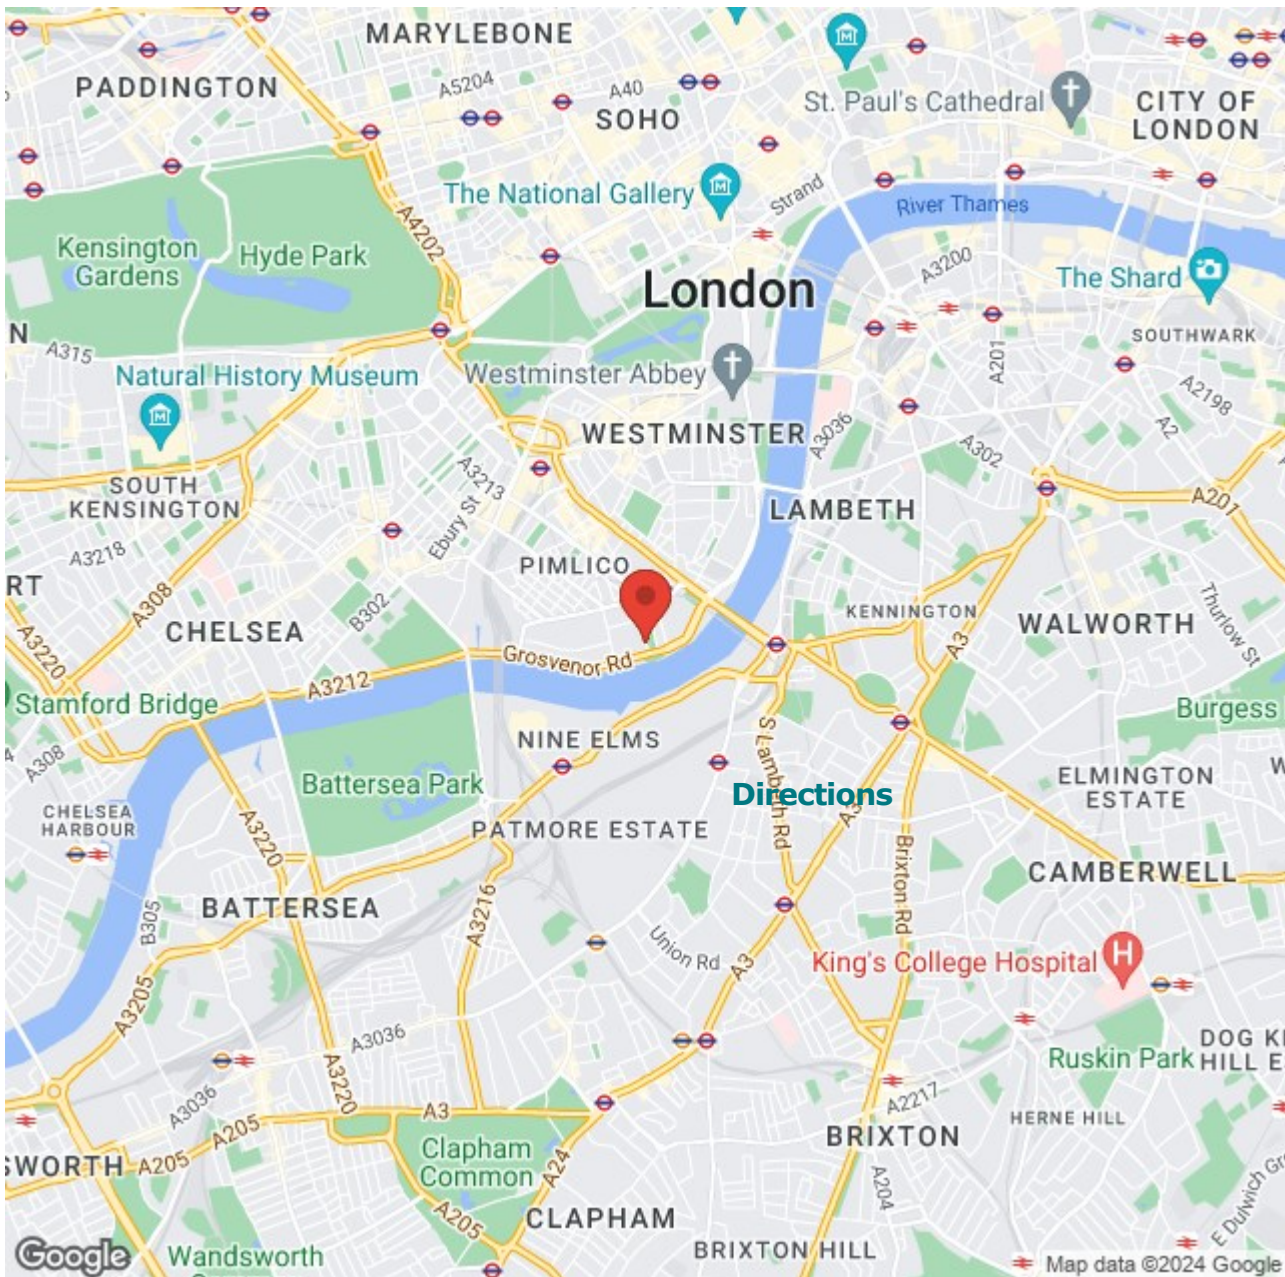 MARYLEBONE
PADDINGTON
A5204
A40
SOHO
St. Paul's Cathedral
CITY OF
LONDON
The National Gallery
Strand
River Thames
A4202
Kensington
Gardens
Hyde Park
A3200
The Shard
London
N
A315
A201
SOUTHWARK
Natural History Museum
Westminster Abbey
A2198
WESTMINSTER
A3036
A302
A2
A3213
SOUTH
KENSINGTON
Ebury St
LAMBETH
A201
A3218
PIMLICO
RT
A308
B302
KENNINGTON
Thurlow St
CHELSEA
WALWORTH
A3220
Grosvenor Rd
A3
A3212
Stamford Bridge
Burgess
A308
4
NINE ELMS
S Lambeth Rd
Battersea Park
Directions
ELMINGTON
ESTATE
W
CHELSEA
HARBOUR
A3220
PATMORE ESTATE
A3
Brixton Rd
CAMBERWELL
BATTERSEA
B305
A3216
Union Rd
A3
King's College Hospital
A3205
A3036
DOG KI
HILL E
Ruskin Park
A3220
A3036
A205
A3
A2217
HERNE HILL
BRIXTON
SWORTH
A205
Clapham
Common
A24
A204
E Dulwich Gro
A205
CLAPHAM
BRIXTON HILL
Google
Wandsworth
Map data ©2024 Google